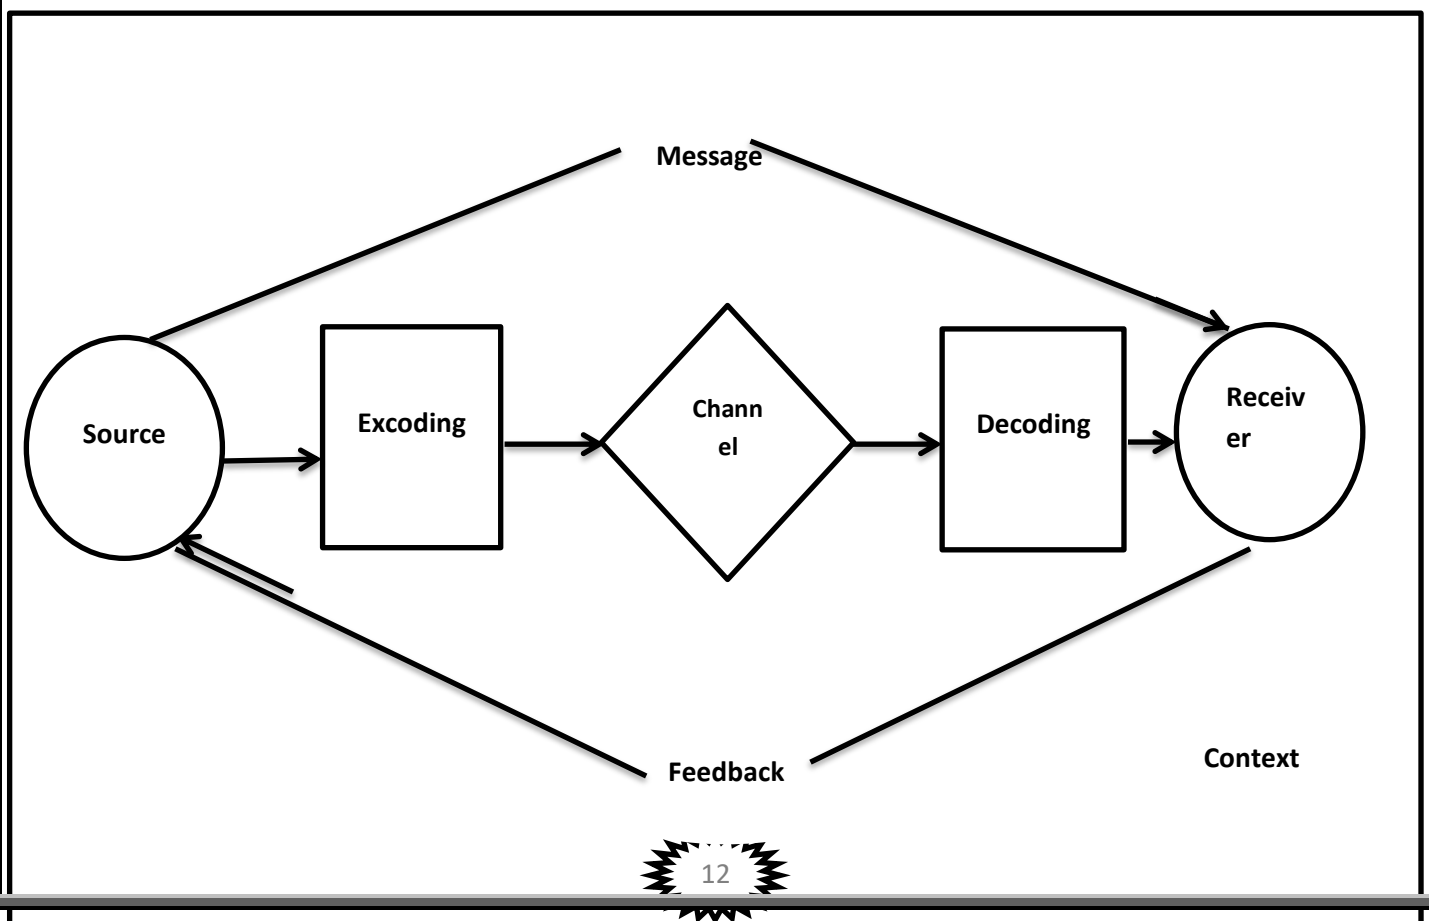 Message
Source
Excoding
Chann
el
Decoding
Receiv
er
Feedback
Context
12